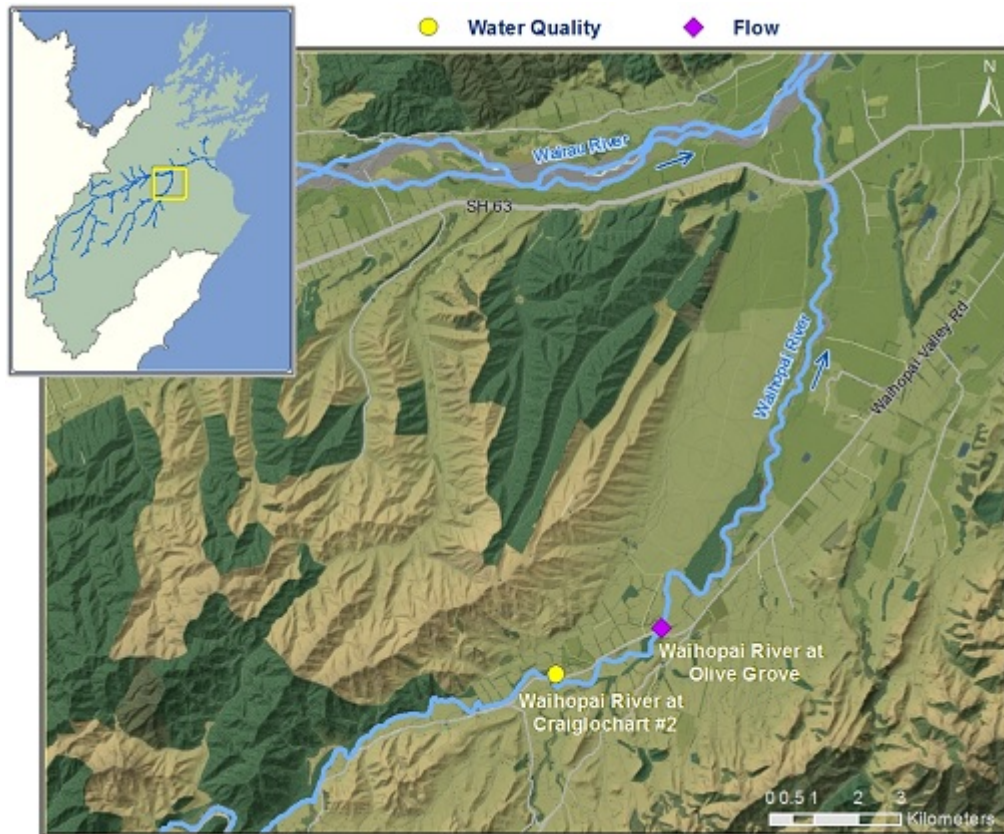 Water Quality
Flow
N
Wairau River
SH 63
Waihopai River
Waihopai Valley Rd
Waihopai River at
Olive Grove
Waihopai River at
Craiglochart #2
0 0.5 1 2 3
Kilometers